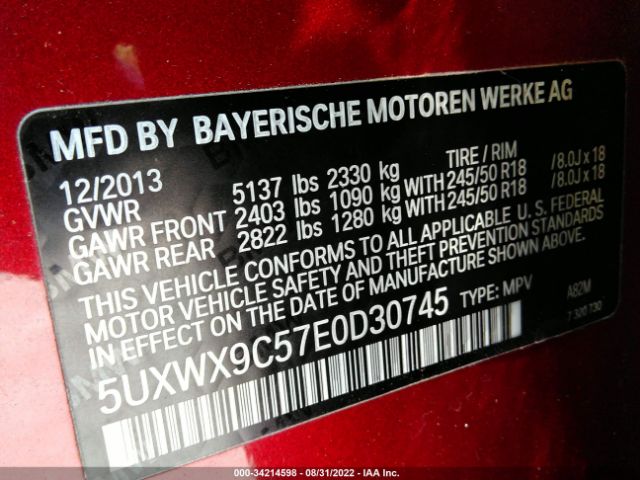 MFD BY BAYERISCHE MOTOREN WERKE AG
12/2013 TIRE / RIM
GVWR 5137 lbs 2330 kg
GAWR FRONT 2403 lbs 1090 kg WITH 245/50 R18 / 8.0J x 18
GAWR REAR 2822 lbs 1280 kg WITH 245/50 R18 / 8.0J x 18
THIS VEHICLE CONFORMS TO ALL APPLICABLE U. S. FEDERAL
MOTOR VEHICLE SAFETY AND THEFT PREVENTION STANDARDS
IN EFFECT ON THE DATE OF MANUFACTURE SHOWN ABOVE.
5UXWX9C57E0D30745 TYPE: MPV A82M
7 320 730
000-34214598 - 08/31/2022 - IAA Inc.